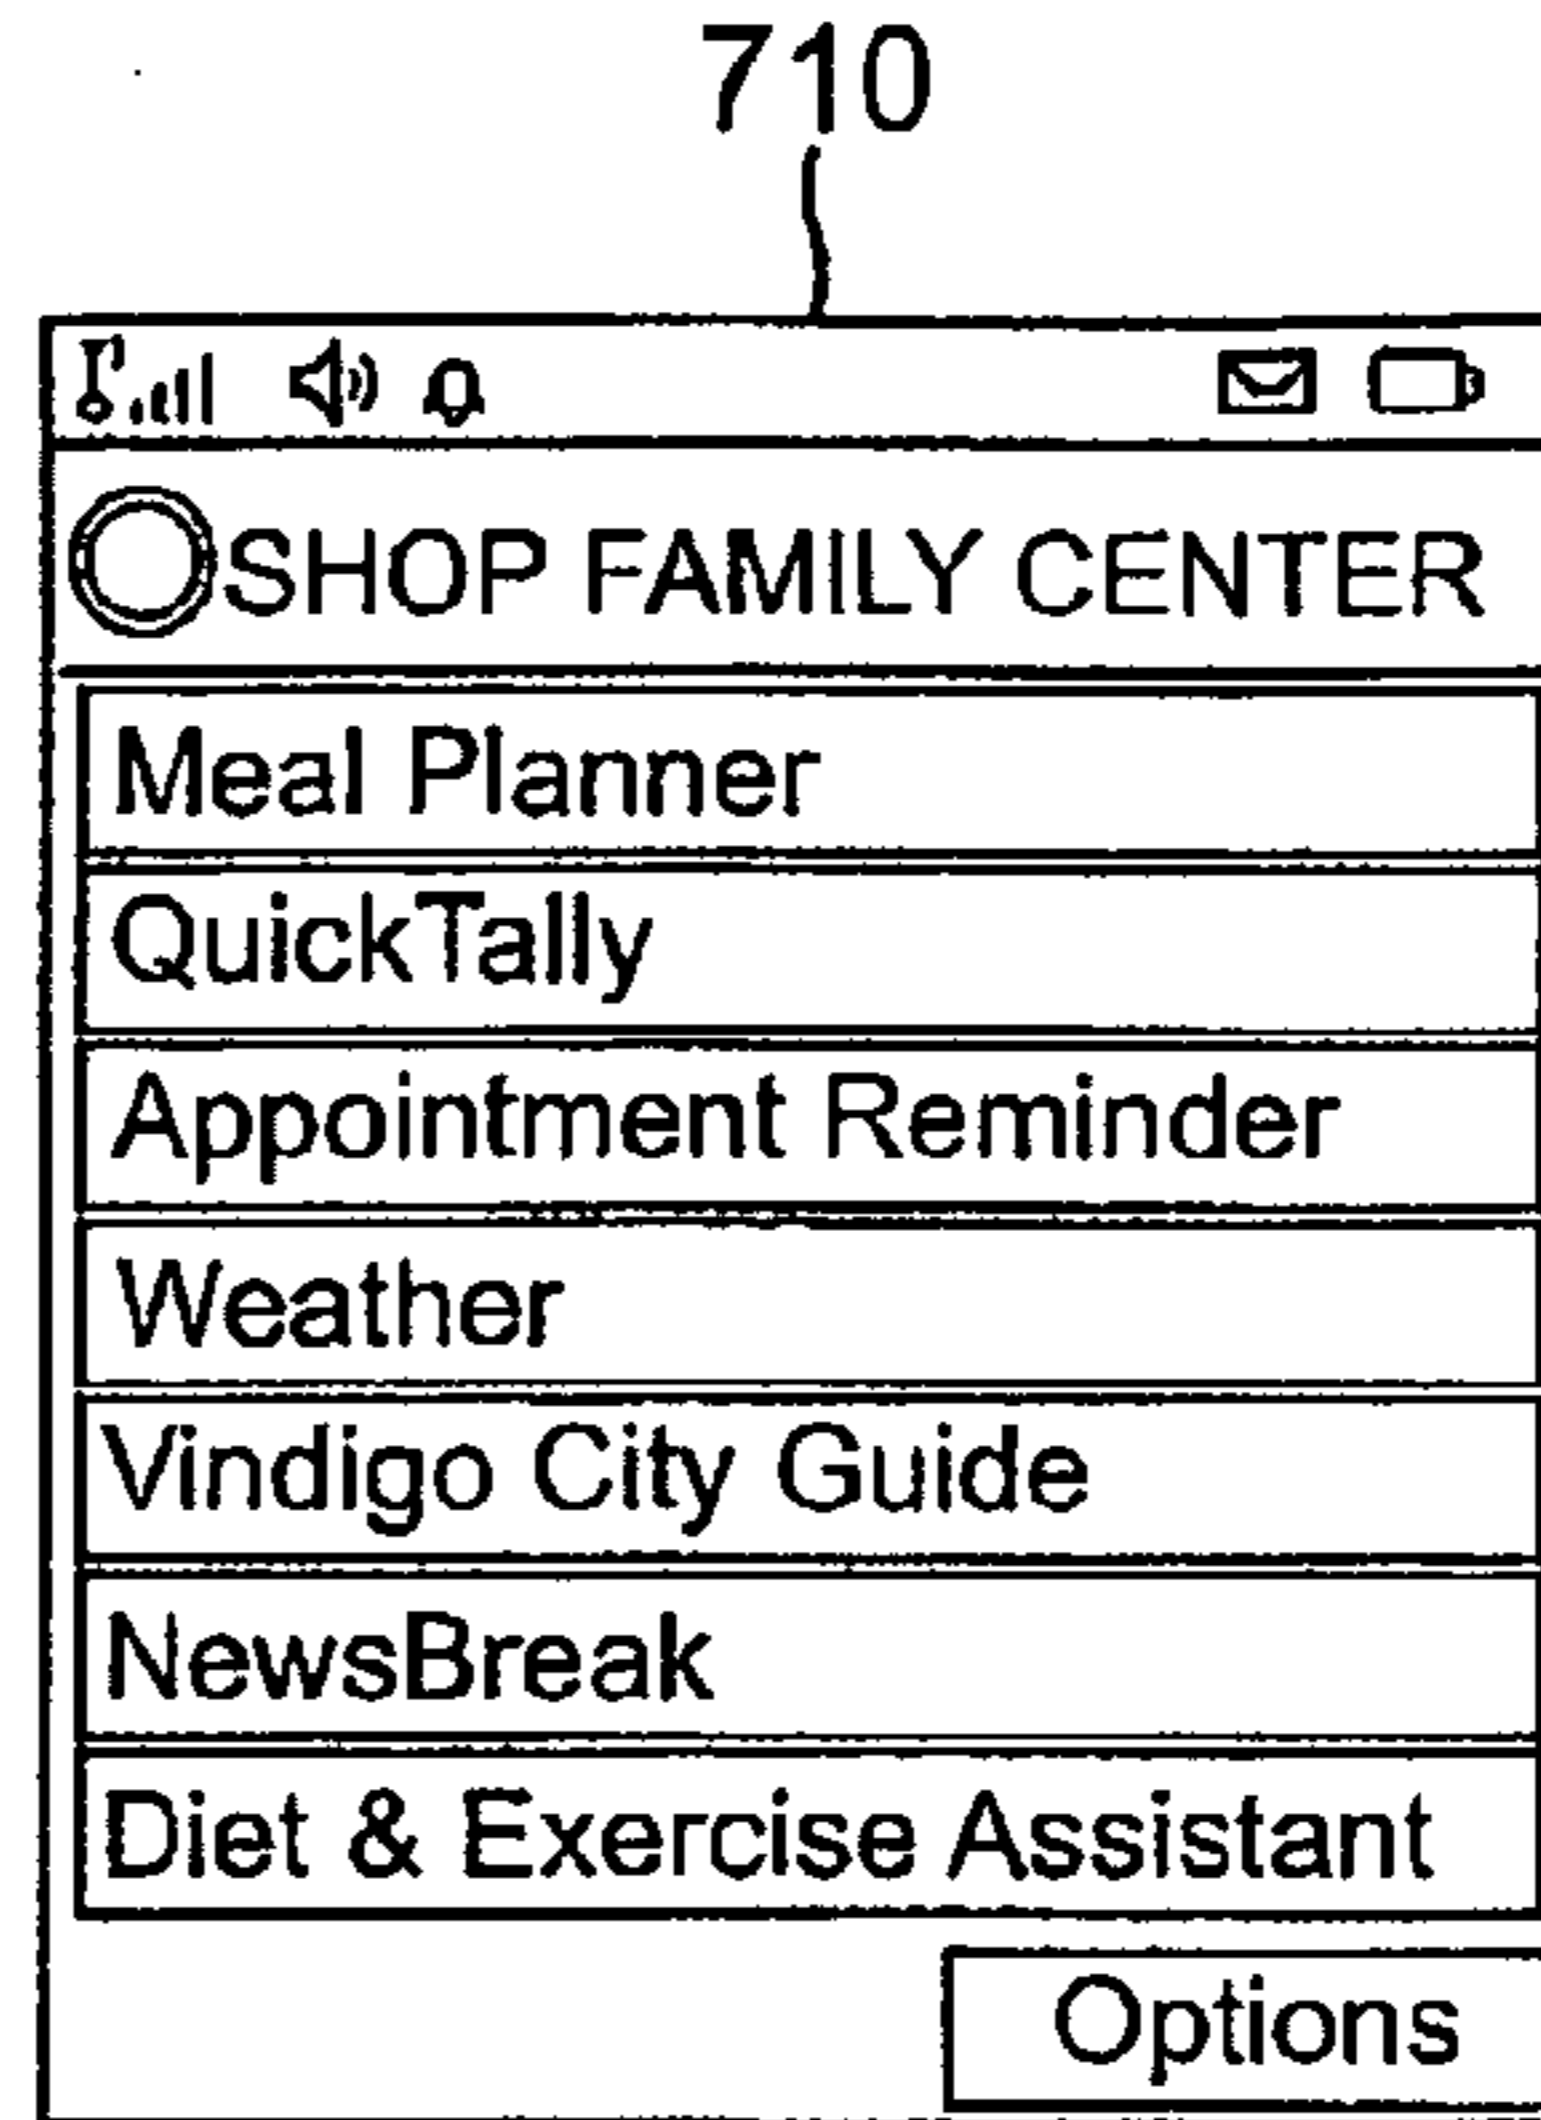 710
SHOP FAMILY CENTER
Meal Planner
QuickTally
Appointment Reminder
Weather
Vindigo City Guide
NewsBreak
Diet & Exercise Assistant
Options